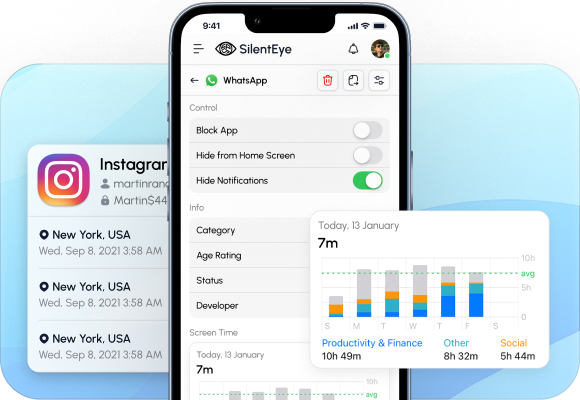 9:41
SilentEye
WhatsApp
Control
Block App
Hide from Home Screen
Hide Notifications
Info
Category
Age Rating
Status
Developer
Screen Time
Today, 13 January
7m
10h
avg
Instagram
martinranc
Martin$44
New York, USA
Wed, Sep 8, 2021 3:58 AM
New York, USA
Wed, Sep 8, 2021 3:58 AM
New York, USA
Wed, Sep 8, 2021 3:58 AM
Today, 13 January
7m
10h
avg
5h
0
S M T W T F S
Productivity & Finance Other Social
10h 49m 8h 32m 5h 44m